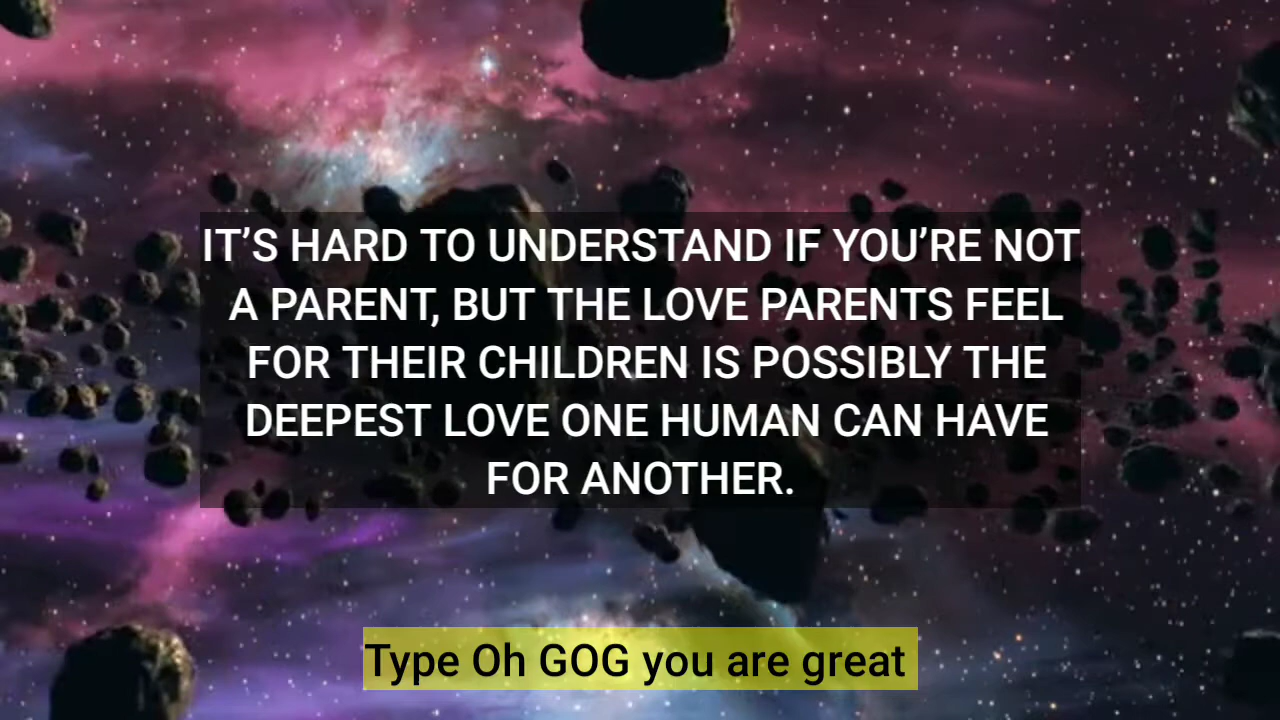 IT’S HARD TO UNDERSTAND IF YOU’RE NOT
A PARENT, BUT THE LOVE PARENTS FEEL
FOR THEIR CHILDREN IS POSSIBLY THE
DEEPEST LOVE ONE HUMAN CAN HAVE
FOR ANOTHER.
Type Oh GOG you are great